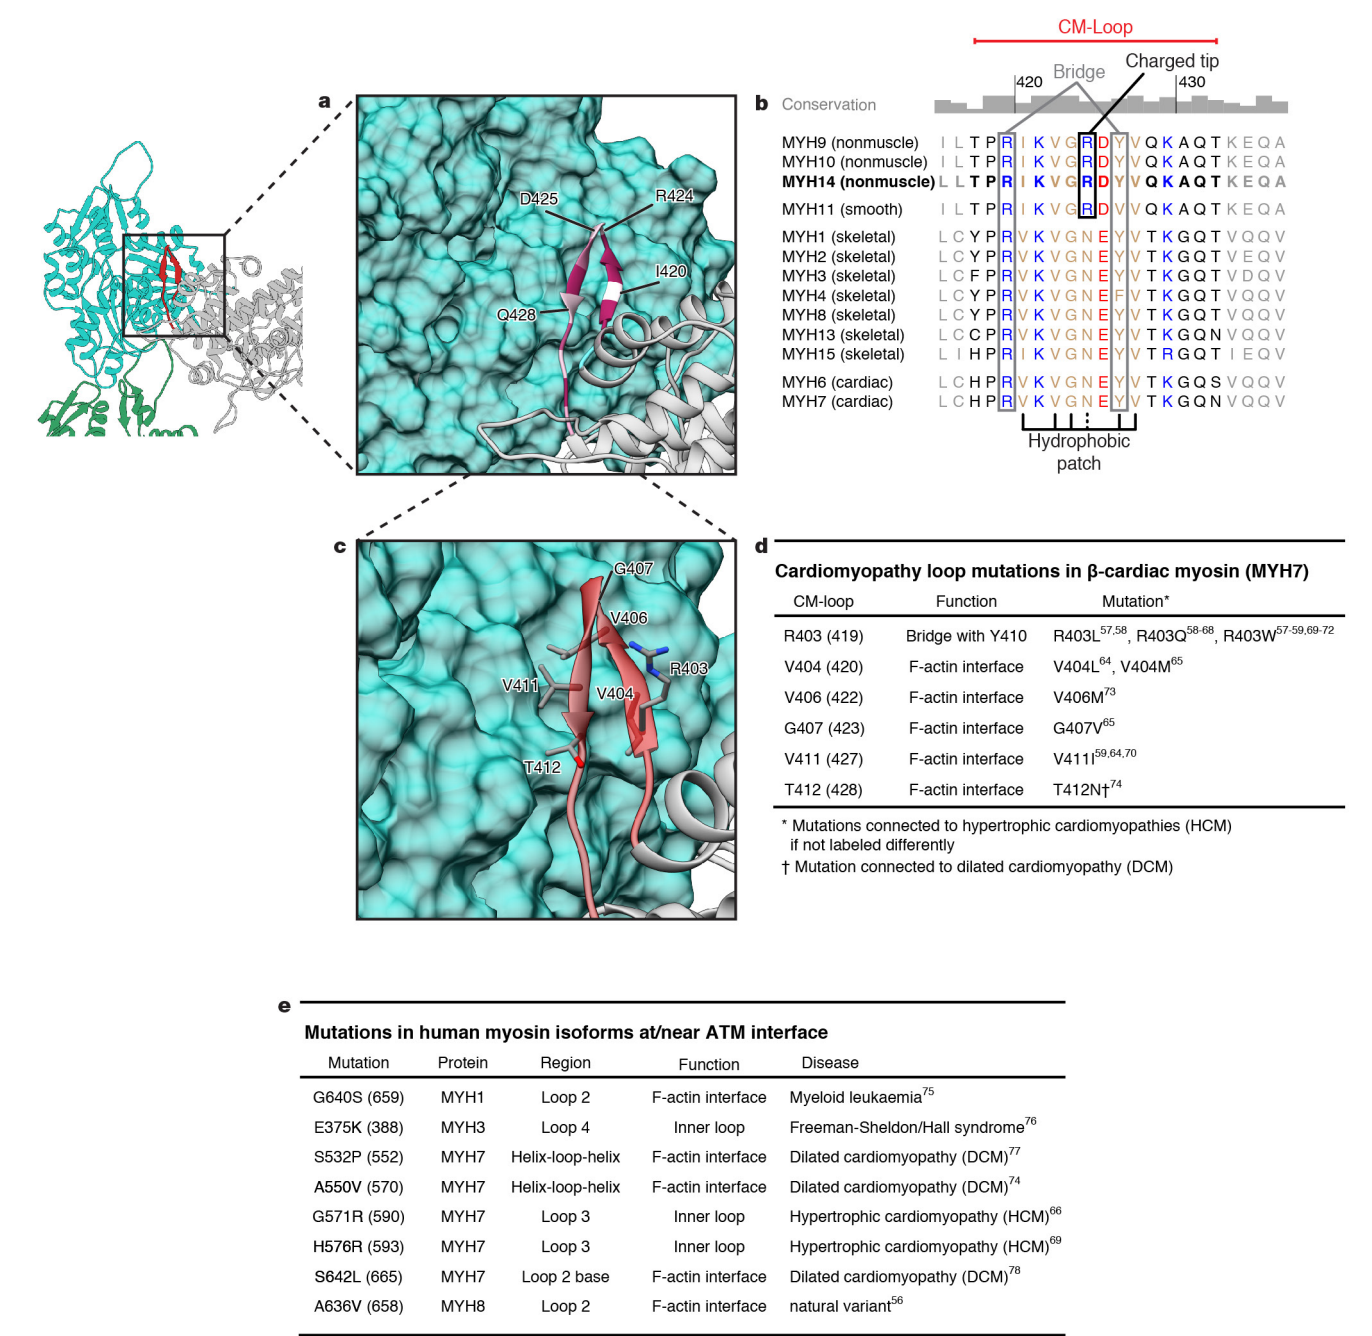 a
D425
R424
I420
Q428
b
CM-Loop
Charged tip
Bridge
420
430
Conservation
MYH9 (nonmuscle) I L T P R I K V G R D Y V Q K A Q T K E Q A
MYH10 (nonmuscle) I L T P R I K V G R D Y V Q K A Q T K E Q A
MYH14 (nonmuscle) L L T P R I K V G R D Y V Q K A Q T K E Q A
MYH11 (smooth) I L T P R I K V G R D V V Q K A Q T K E Q A
MYH1 (skeletal) L C Y P R V K V G N E Y V T K G Q T V Q Q V
MYH2 (skeletal) L C Y P R V K V G N E Y V T K G Q T V Q Q V
MYH3 (skeletal) L C F P R V K V G N E Y V T K G Q T V D Q V
MYH4 (skeletal) L C Y P R V K V G N E F V T K G Q T V Q Q V
MYH8 (skeletal) L C Y P R V K V G N E Y V T K G Q T V Q Q V
MYH13 (skeletal) L C C P R V K V G N E Y V T K G Q N V Q Q V
MYH15 (skeletal) L I H P R I K V G N E Y V T R G Q T I E Q V
MYH6 (cardiac) L C H P R V K V G N E Y V T K G Q S V Q Q V
MYH7 (cardiac) L C H P R V K V G N E Y V T K G Q N V Q Q V
Hydrophobic
patch
c
G407
V406
R403
V411
V404
T412
d
Cardiomyopathy loop mutations in β-cardiac myosin (MYH7)
CM-loop Function Mutation*
R403 (419) Bridge with Y410 R403L57,58, R403Q58-68, R403W57-59,69-72
V404 (420) F-actin interface V404L64, V404M65
V406 (422) F-actin interface V406M73
G407 (423) F-actin interface G407V65
V411 (427) F-actin interface V411I59,64,70
T412 (428) F-actin interface T412N†74
* Mutations connected to hypertrophic cardiomyopathies (HCM)
if not labeled differently
† Mutation connected to dilated cardiomyopathy (DCM)
e
Mutations in human myosin isoforms at/near ATM interface
Mutation Protein Region Function Disease
G640S (659) MYH1 Loop 2 F-actin interface Myeloid leukaemia75
E375K (388) MYH3 Loop 4 Inner loop Freeman-Sheldon/Hall syndrome76
S532P (552) MYH7 Helix-loop-helix F-actin interface Dilated cardiomyopathy (DCM)77
A550V (570) MYH7 Helix-loop-helix F-actin interface Dilated cardiomyopathy (DCM)74
G571R (590) MYH7 Loop 3 Inner loop Hypertrophic cardiomyopathy (HCM)66
H576R (593) MYH7 Loop 3 Inner loop Hypertrophic cardiomyopathy (HCM)69
S642L (665) MYH7 Loop 2 base F-actin interface Dilated cardiomyopathy (DCM)78
A636V (658) MYH8 Loop 2 F-actin interface natural variant56